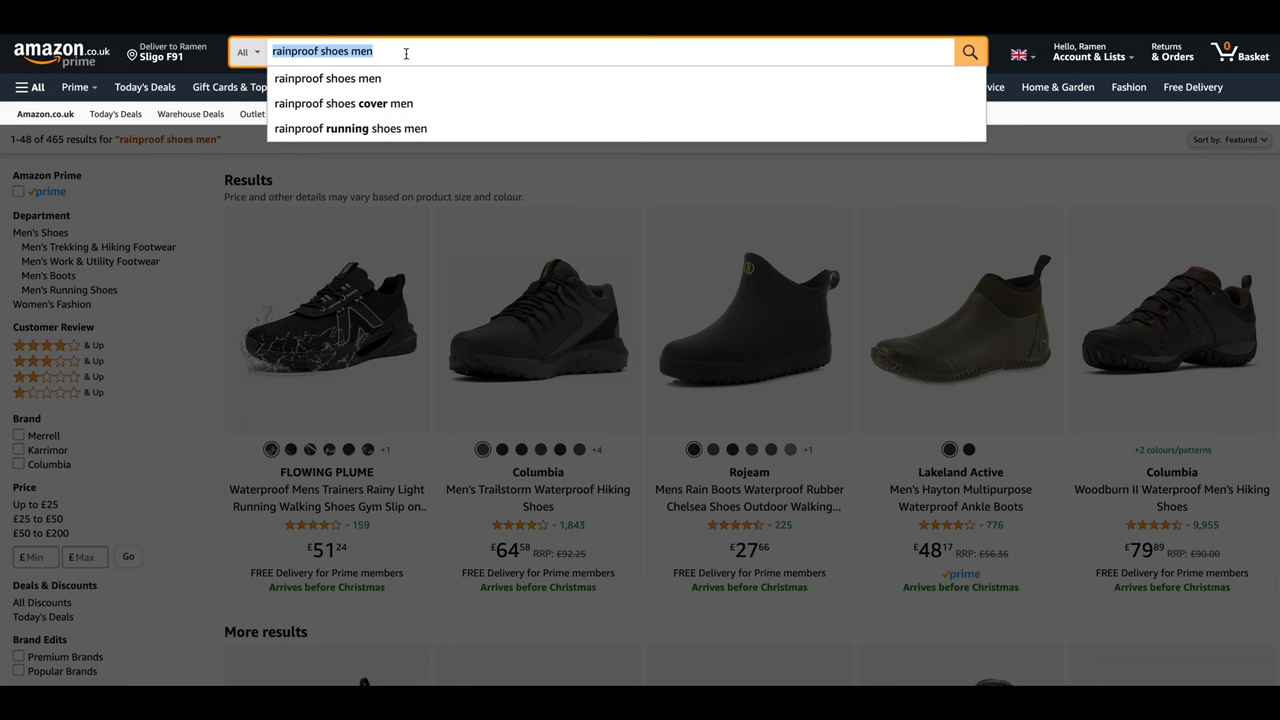 amazon.co.uk
prime
Deliver to Ramen
Sligo F91
All
rainproof shoes men
Hello, Ramen
Account & Lists
Returns
& Orders
0
Basket
rainproof shoes men
rainproof shoes cover men
rainproof running shoes men
All
Prime
Today's Deals
Gift Cards & Top
vice
Home & Garden
Fashion
Free Delivery
Amazon.co.uk
Today's Deals
Warehouse Deals
Outlet
1-48 of 465 results for "rainproof shoes men"
Sort by: Featured
Amazon Prime
prime
Department
Men's Shoes
Men's Trekking & Hiking Footwear
Men's Work & Utility Footwear
Men's Boots
Men's Running Shoes
Women's Fashion
Customer Review
& Up
& Up
& Up
& Up
Brand
Merrell
Karrimor
Columbia
Price
Up to £25
£25 to £50
£50 to £200
£ Min
£ Max
Go
Deals & Discounts
All Discounts
Today's Deals
Brand Edits
Premium Brands
Popular Brands
Results
Price and other details may vary based on product size and colour.
+1
FLOWING PLUME
Waterproof Mens Trainers Rainy Light
Running Walking Shoes Gym Slip on..
159
£51 24
FREE Delivery for Prime members
Arrives before Christmas
+4
Columbia
Men's Trailstorm Waterproof Hiking
Shoes
1,843
£64 58 RRP: £92.25
FREE Delivery for Prime members
Arrives before Christmas
+1
Rojeam
Mens Rain Boots Waterproof Rubber
Chelsea Shoes Outdoor Walking...
225
£27 66
FREE Delivery for Prime members
Arrives before Christmas
Lakeland Active
Men's Hayton Multipurpose
Waterproof Ankle Boots
776
£48 17 RRP: £56.36
prime
FREE Delivery for Prime members
Arrives before Christmas
+2 colours/patterns
Columbia
Woodburn II Waterproof Men's Hiking
Shoes
9,955
£79 89 RRP: £90.00
FREE Delivery for Prime members
Arrives before Christmas
More results